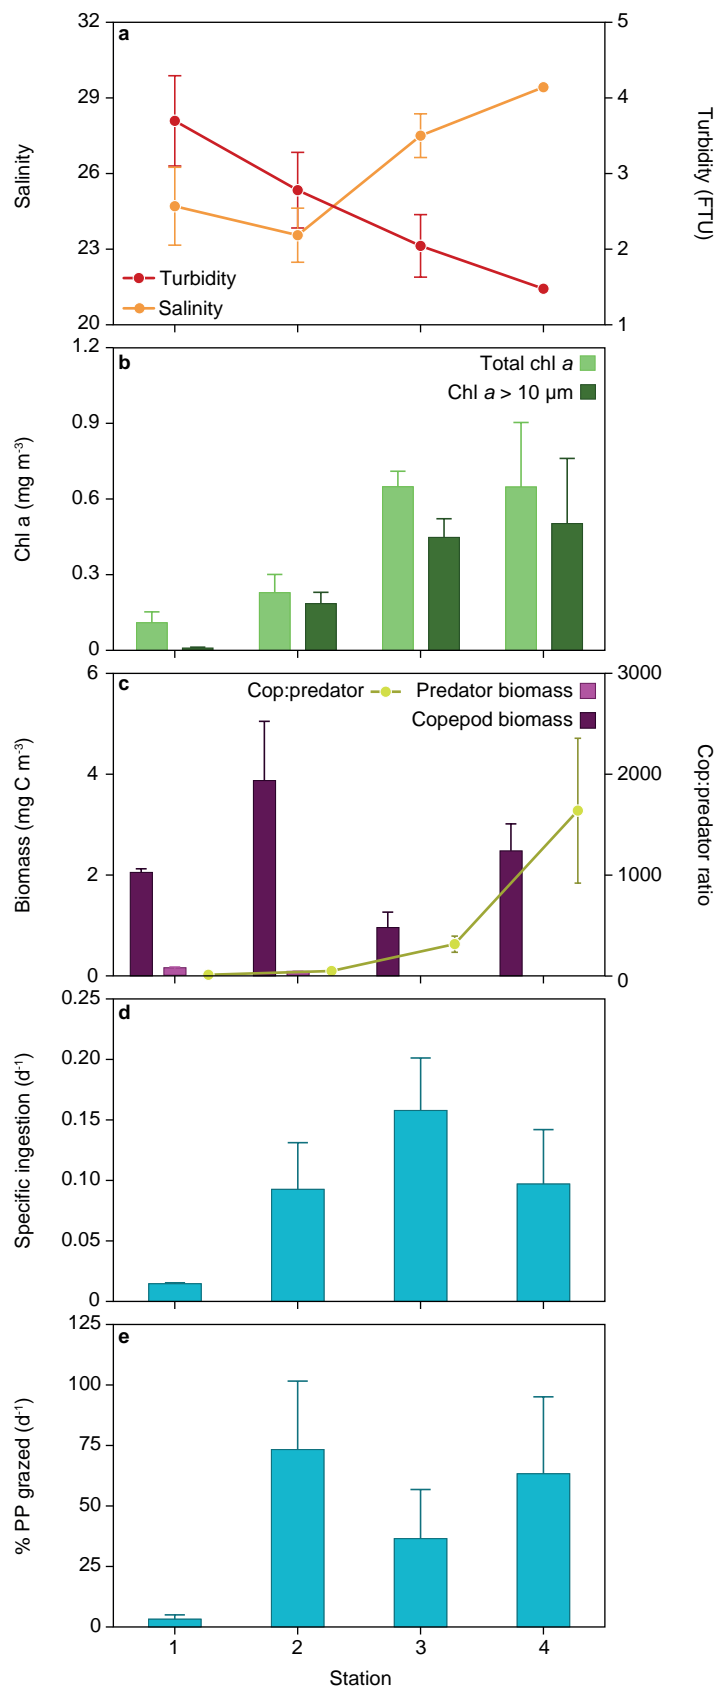 a
32
29
26
23
20
Salinity
5
4
3
2
1
Turbidity (FTU)
Turbidity
Salinity
b
1.2
0.9
0.6
0.3
0
Chl a (mg m-3)
Total chl a
Chl a > 10 µm
c
6
4
2
0
Biomass (mg C m-3)
3000
2000
1000
0
Cop:predator ratio
Cop:predator
Predator biomass
Copepod biomass
d
0.25
0.20
0.15
0.10
0.05
0
Specific ingestion (d-1)
e
125
100
75
50
25
0
% PP grazed (d-1)
1 2 3 4
Station